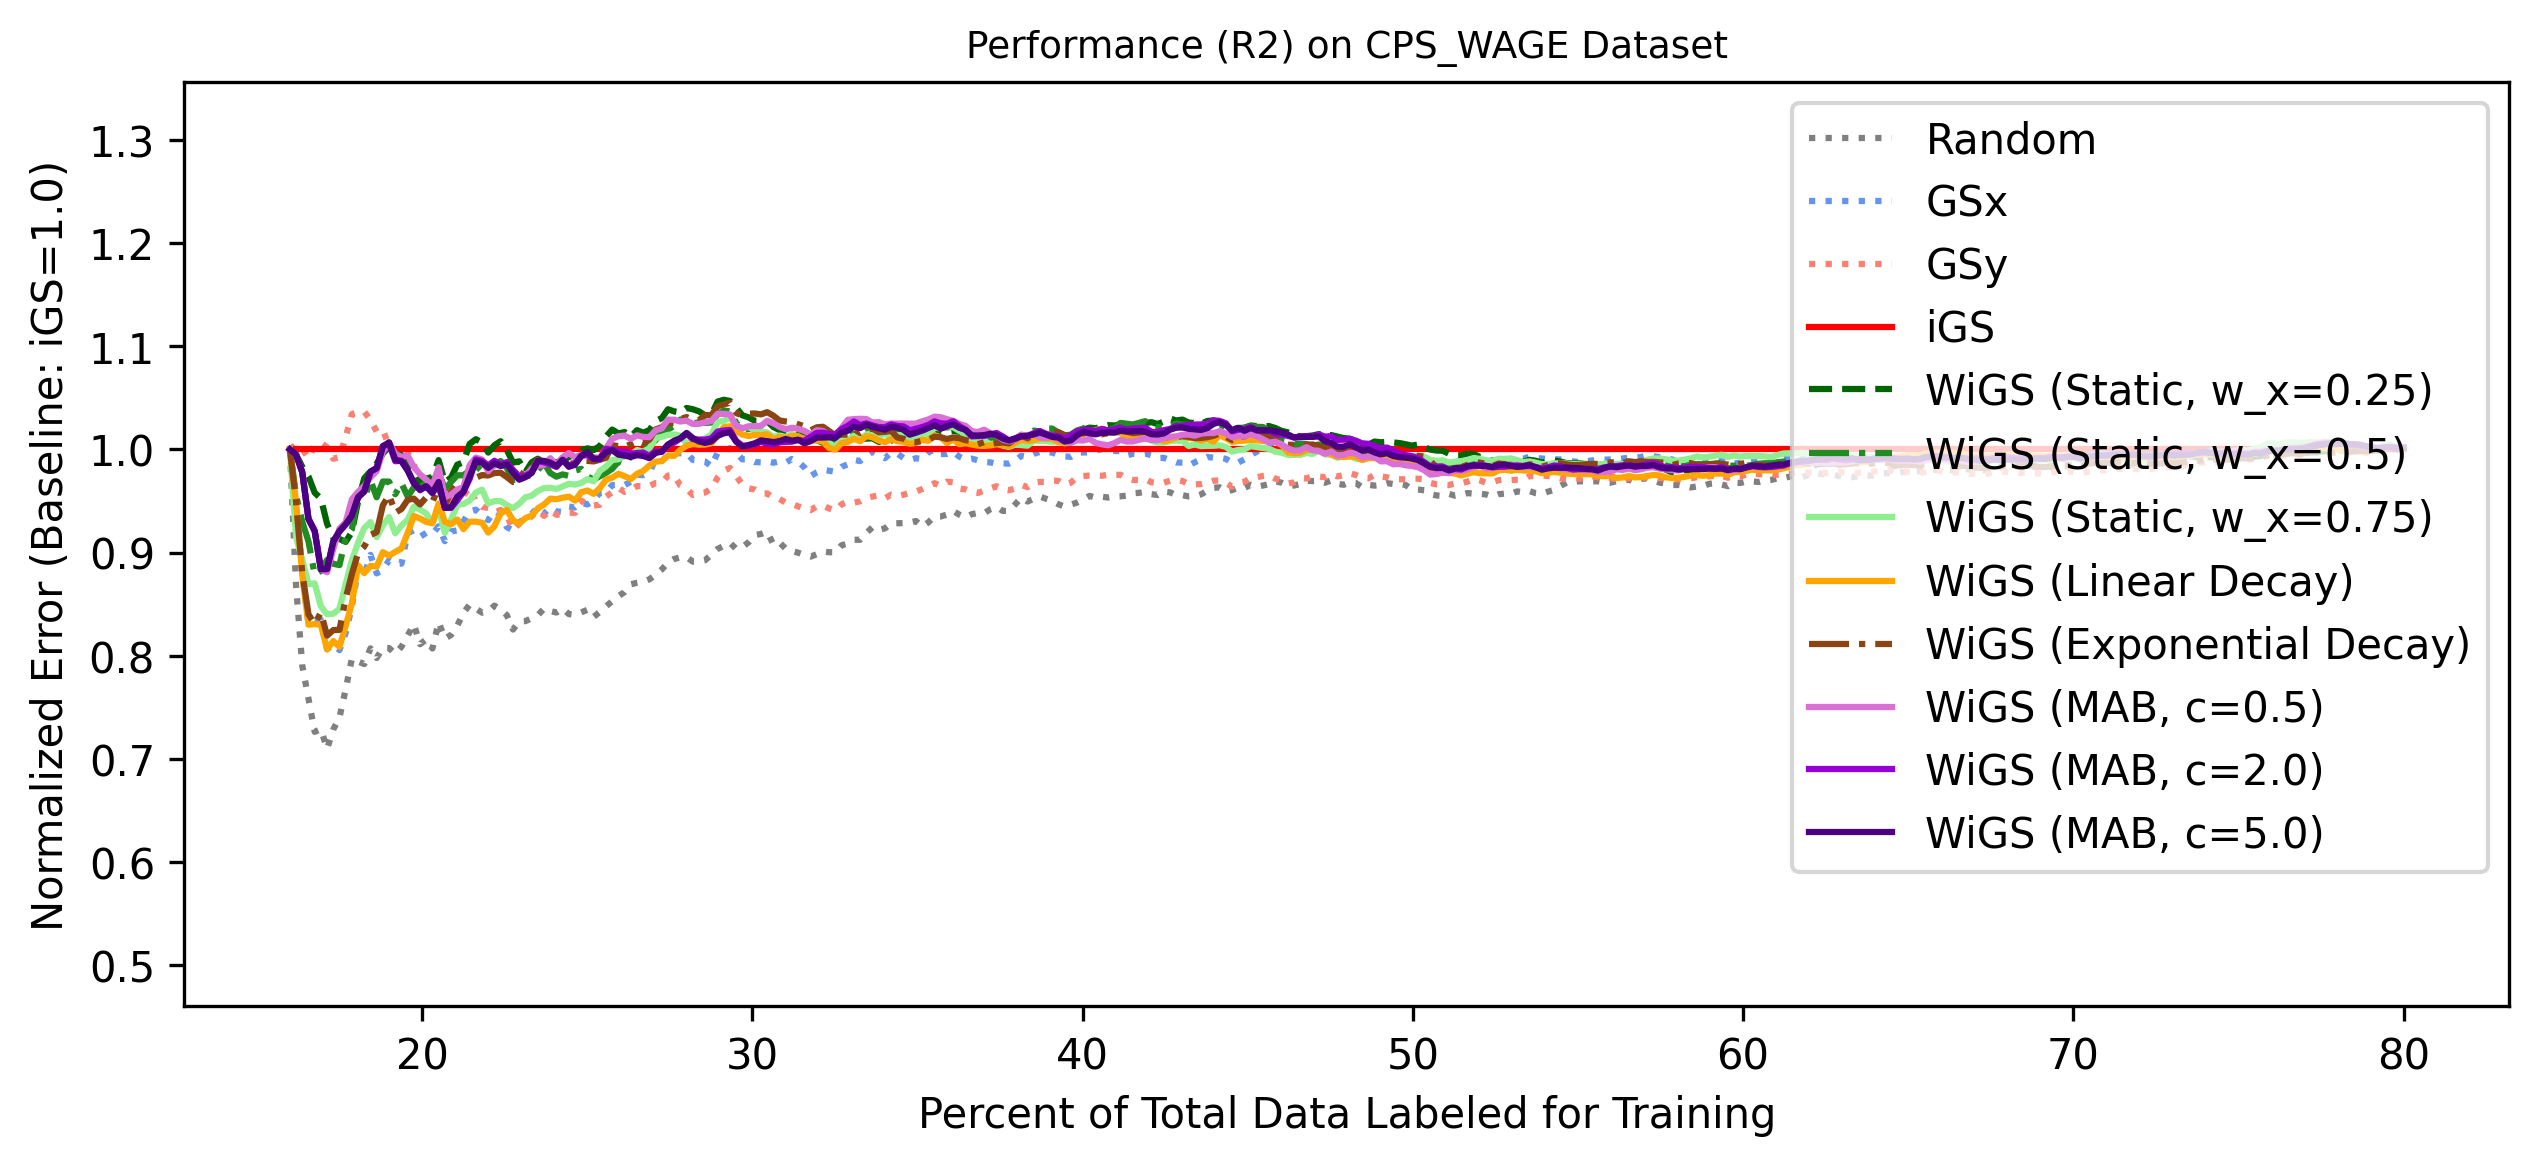 Performance (R2) on CPS_WAGE Dataset
Normalized Error (Baseline: iGS=1.0)
1.3
1.2
1.1
1.0
0.9
0.8
0.7
0.6
0.5
Random
GSx
GSy
iGS
WiGS (Static, w_x=0.25)
WiGS (Static, w_x=0.5)
WiGS (Static, w_x=0.75)
WiGS (Linear Decay)
WiGS (Exponential Decay)
WiGS (MAB, c=0.5)
WiGS (MAB, c=2.0)
WiGS (MAB, c=5.0)
20 30 40 50 60 70 80
Percent of Total Data Labeled for Training